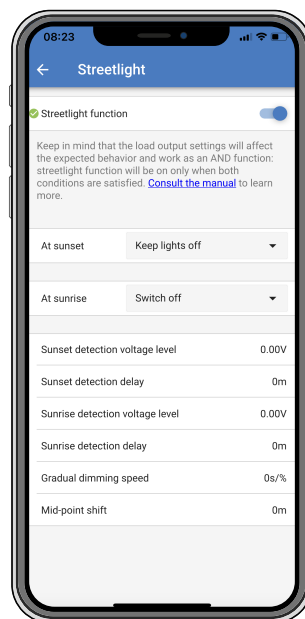 08:23
← Streetlight
Streetlight function
Keep in mind that the load output settings will affect
the expected behavior and work as an AND function:
streetlight function will be on only when both
conditions are satisfied. Consult the manual to learn
more.
At sunset Keep lights off
At sunrise Switch off
Sunset detection voltage level 0.00V
Sunset detection delay 0m
Sunrise detection voltage level 0.00V
Sunrise detection delay 0m
Gradual dimming speed 0s/%
Mid-point shift 0m